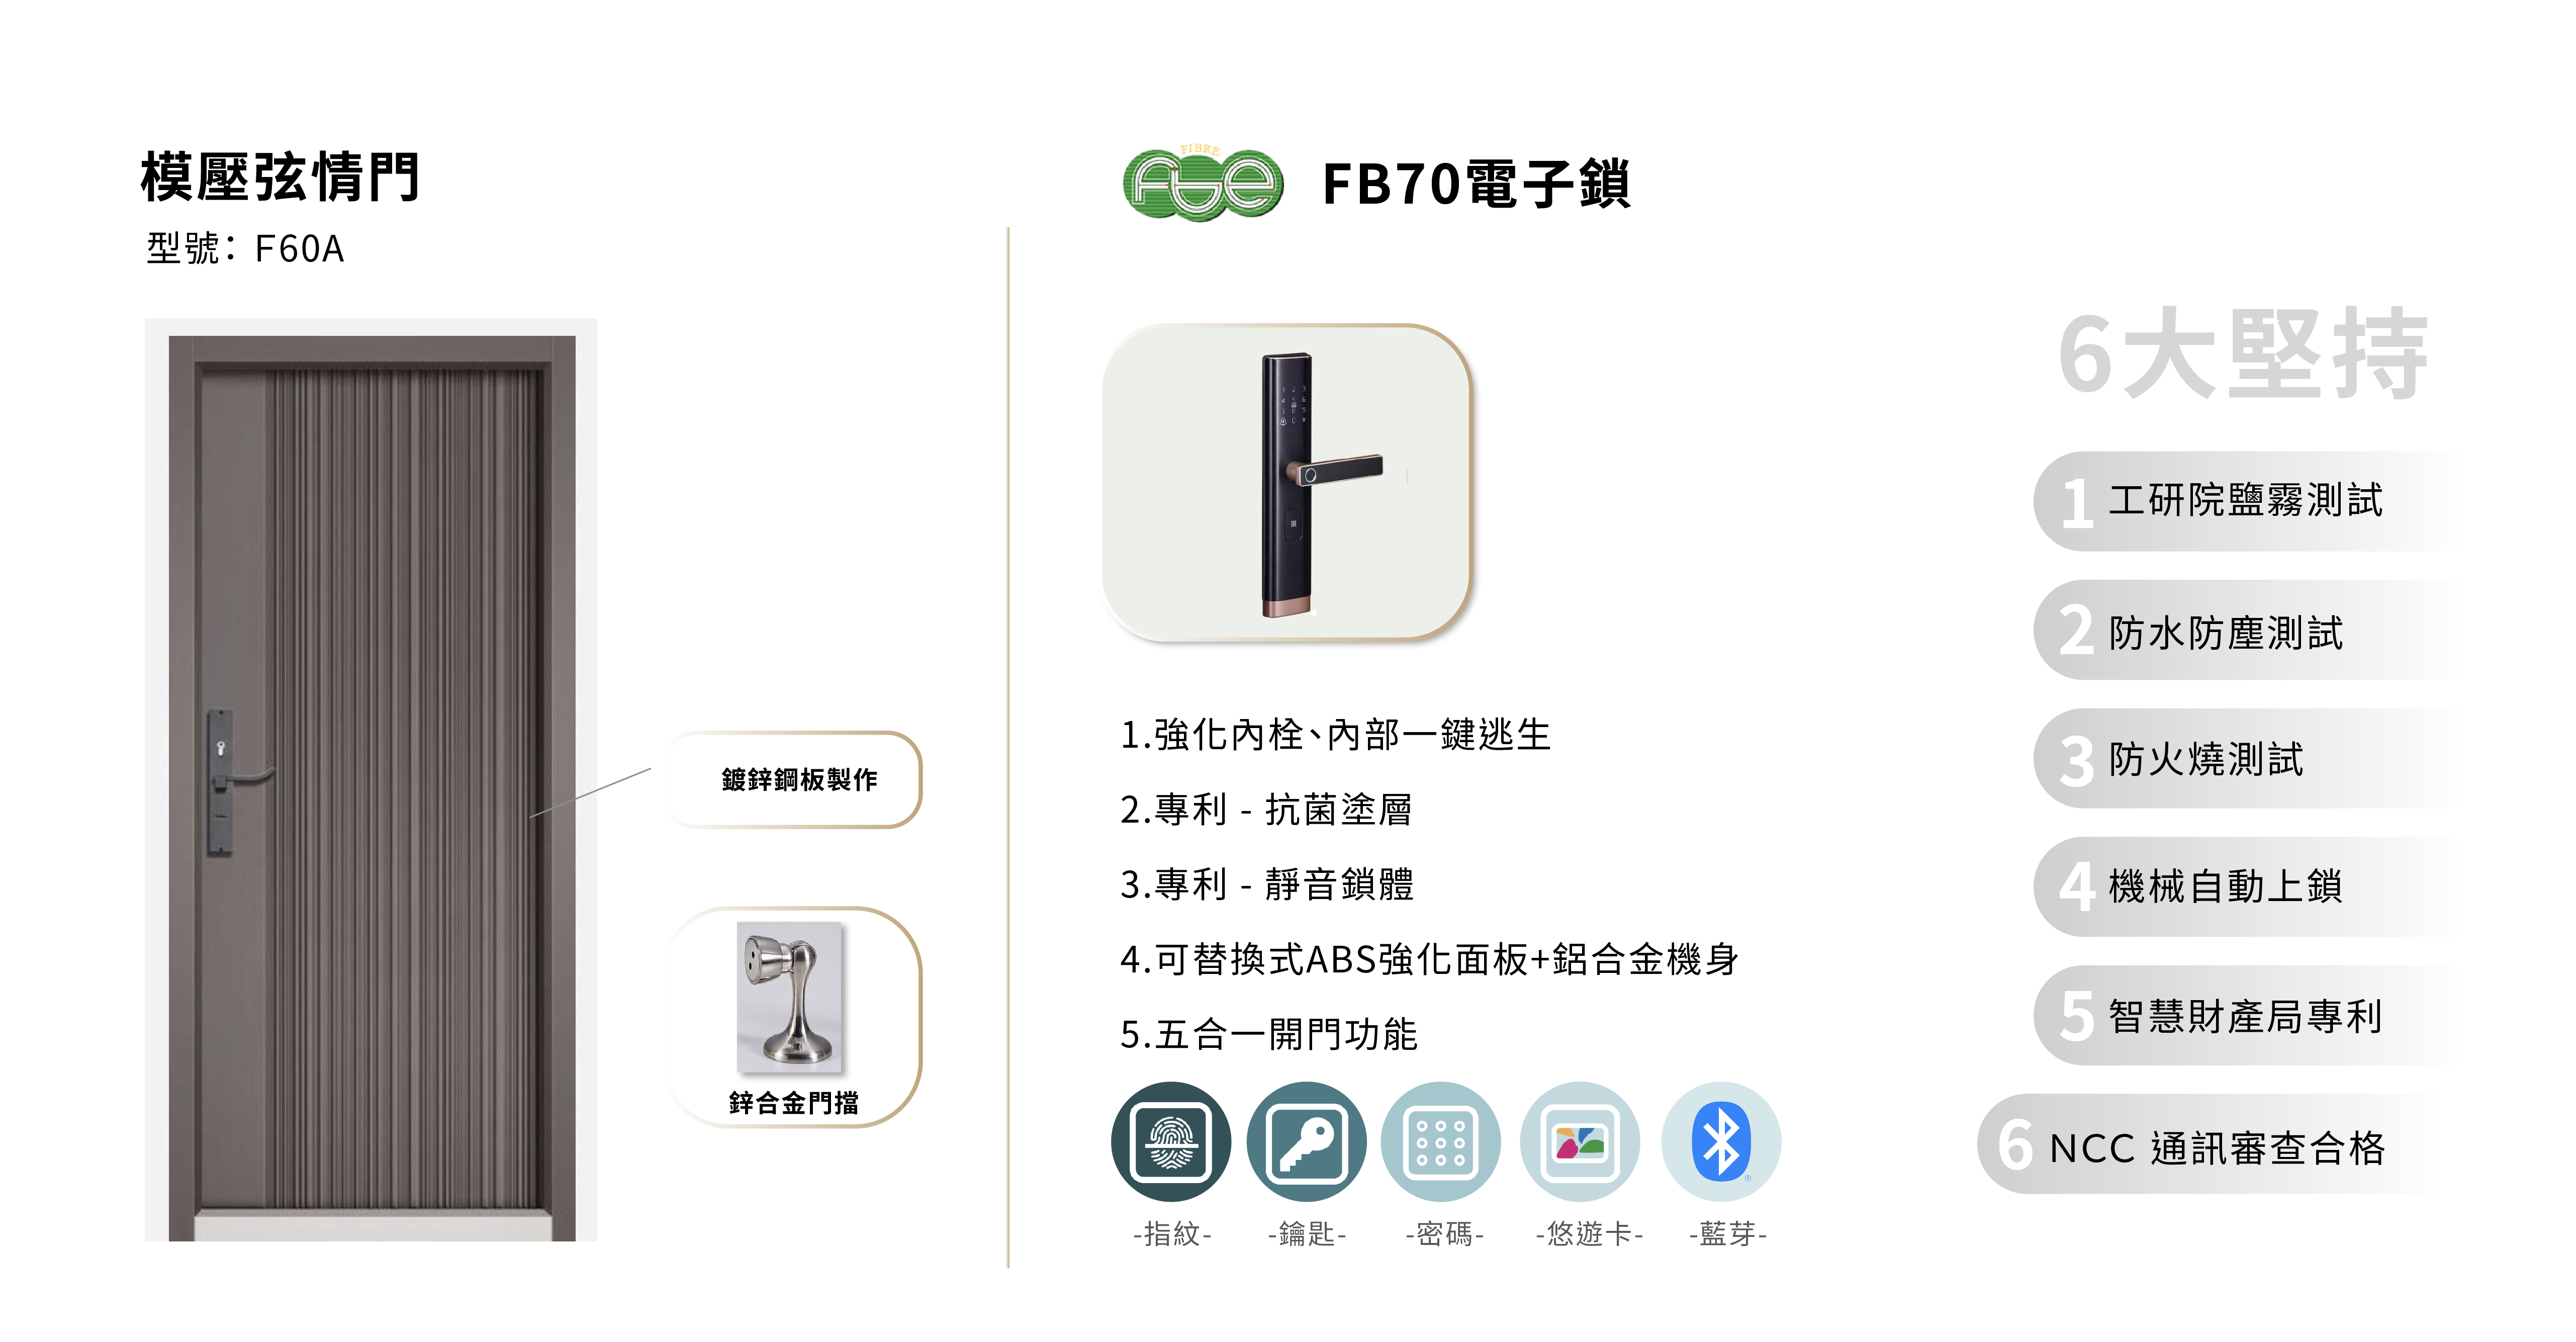 模壓弦情門
型號：F60A
鍍鋅鋼板製作
鋅合金門擋
FIBRE
FB70電子鎖
1.強化內栓、內部一鍵逃生
2.專利 - 抗菌塗層
3.專利 - 靜音鎖體
4.可替換式ABS強化面板+鋁合金機身
5.五合一開門功能
-指紋-
-鑰匙-
-密碼-
-悠遊卡-
-藍芽-
6大堅持
1 工研院鹽霧測試
2 防水防塵測試
3 防火燒測試
4 機械自動上鎖
5 智慧財產局專利
6 NCC 通訊審查合格